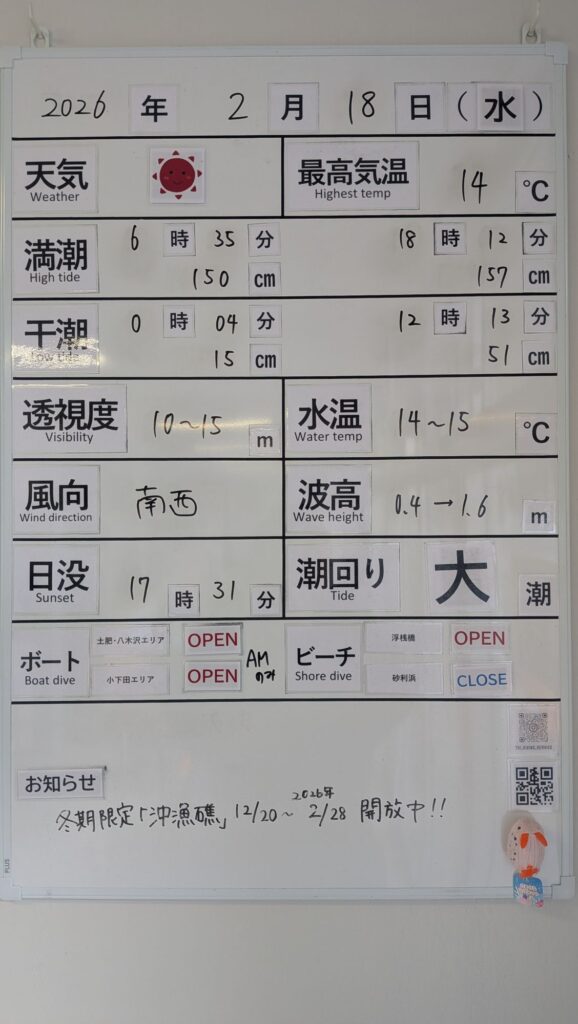 2026 年 2 月 18 日 (水)
天気 最高気温 14 ℃
Weather Highest temp
満潮 6 時 35 分 18 時 12 分
High tide 150 cm 157 cm
干潮 0 時 04 分 12 時 13 分
Low tide 15 cm 51 cm
透視度 10〜15 m 水温 14〜15 ℃
Visibility Water temp
風向 南西 波高 0.4 → 1.6 m
Wind direction Wave height
日没 17 時 31 分 潮回り 大 潮
Sunset Tide
ボート 土肥・八木沢エリア OPEN ビーチ 浮桟橋 OPEN
Boat dive 小下田エリア OPEN AMのみ Shore dive 砂利浜 CLOSE
お知らせ
冬期限定「沖漁礁」12/20〜2026年2/28 開放中!!
PLUS